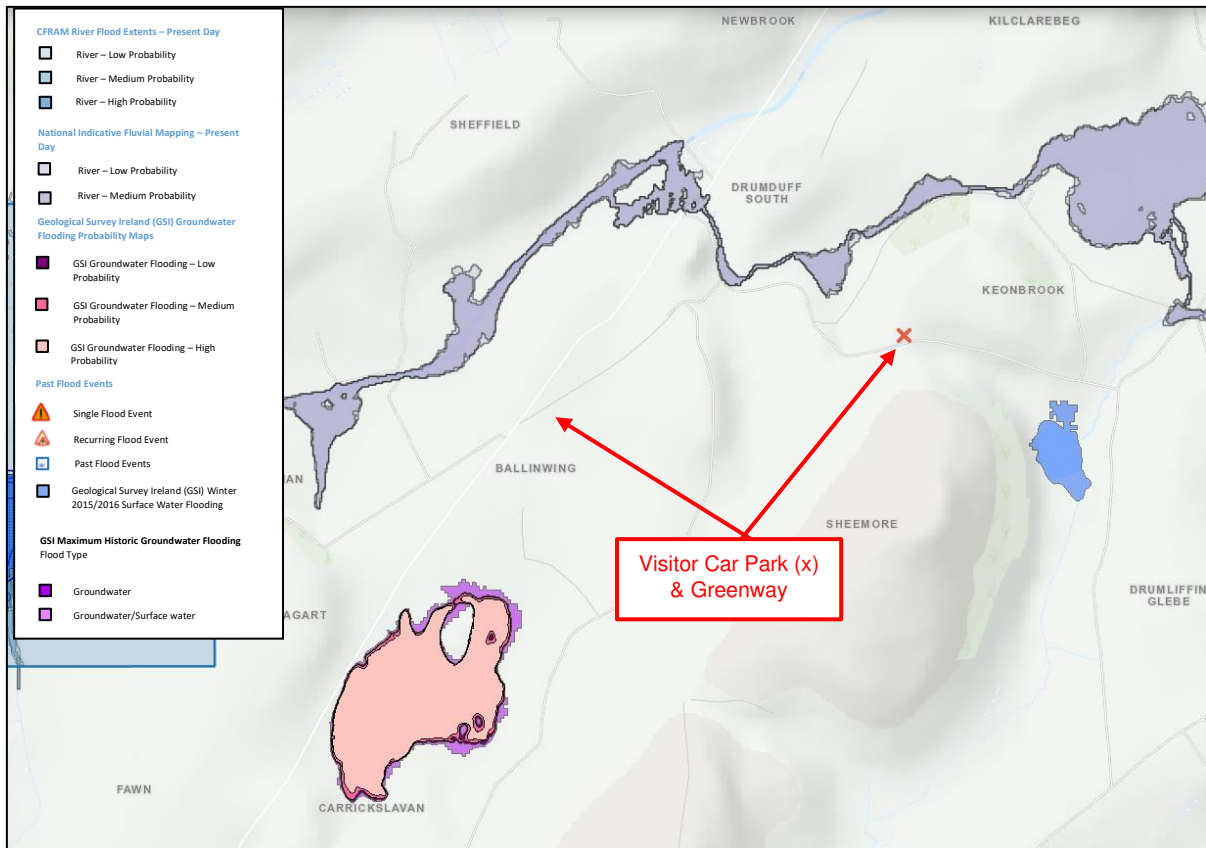 CFRAM River Flood Extents – Present Day
River – Low Probability
River – Medium Probability
River – High Probability
National Indicative Fluvial Mapping – Present
Day
River – Low Probability
River – Medium Probability
Geological Survey Ireland (GSI) Groundwater
Flooding Probability Maps
GSI Groundwater Flooding – Low
Probability
GSI Groundwater Flooding – Medium
Probability
GSI Groundwater Flooding – High
Probability
Past Flood Events
Single Flood Event
Recurring Flood Event
Past Flood Events
Geological Survey Ireland (GSI) Winter
2015/2016 Surface Water Flooding
GSI Maximum Historic Groundwater Flooding
Flood Type
Groundwater
Groundwater/Surface water
NEWBROOK
KILCLAREBEG
SHEFFIELD
DRUMDUFF
SOUTH
KEONBROOK
BALLINWING
SHEEMORE
Visitor Car Park (x)
& Greenway
DRUMLIFFIN
GLEBE
IAN
AGART
FAWN
CARRICKSLAVAN